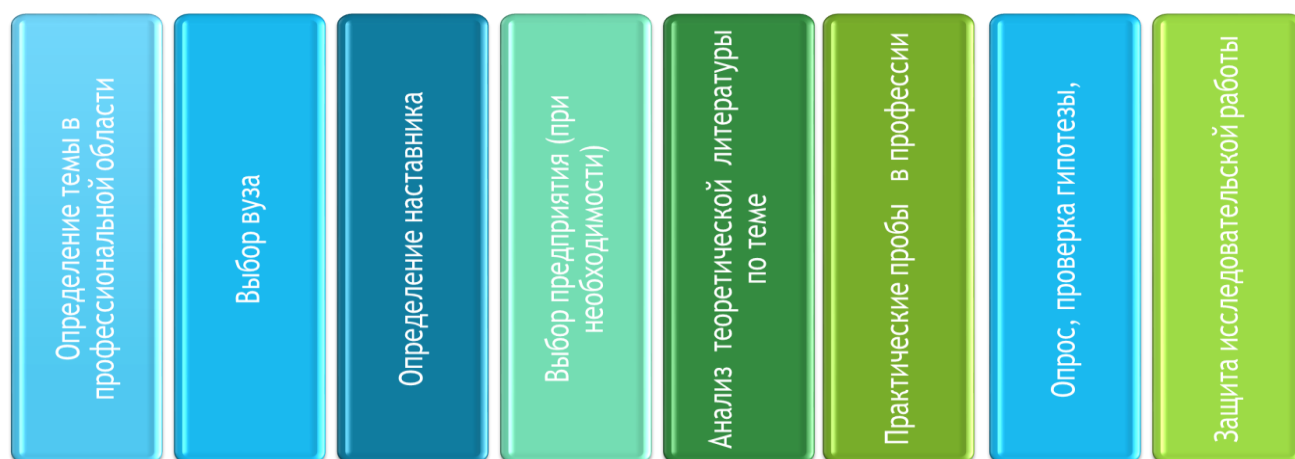 Определение темы в
профессиональной области
Выбор вуза
Определение наставника
Выбор предприятия (при
необходимости)
Анализ теоретической литературы
по теме
Практические пробы в профессии
Опрос, проверка гипотезы,
Защита исследовательской работы